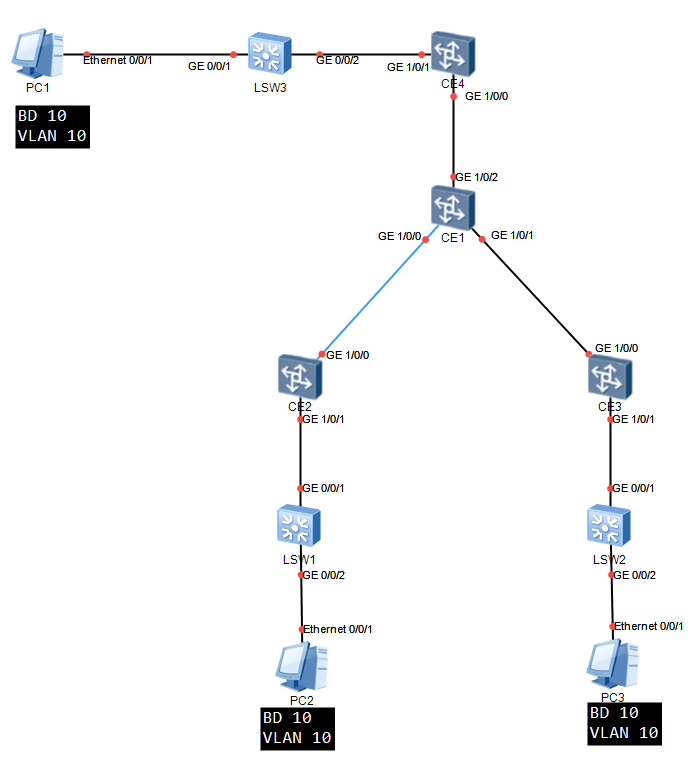 Ethernet 0/0/1
GE 0/0/1
GE 0/0/2
GE 1/0/1
PC1
LSW3
CE4
GE 1/0/0
BD 10
VLAN 10
GE 1/0/2
GE 1/0/0
CE1
GE 1/0/1
GE 1/0/0
GE 1/0/0
CE2
CE3
GE 1/0/1
GE 1/0/1
GE 0/0/1
GE 0/0/1
LSW1
LSW2
GE 0/0/2
GE 0/0/2
Ethernet 0/0/1
Ethernet 0/0/1
PC2
PC3
BD 10
VLAN 10
BD 10
VLAN 10